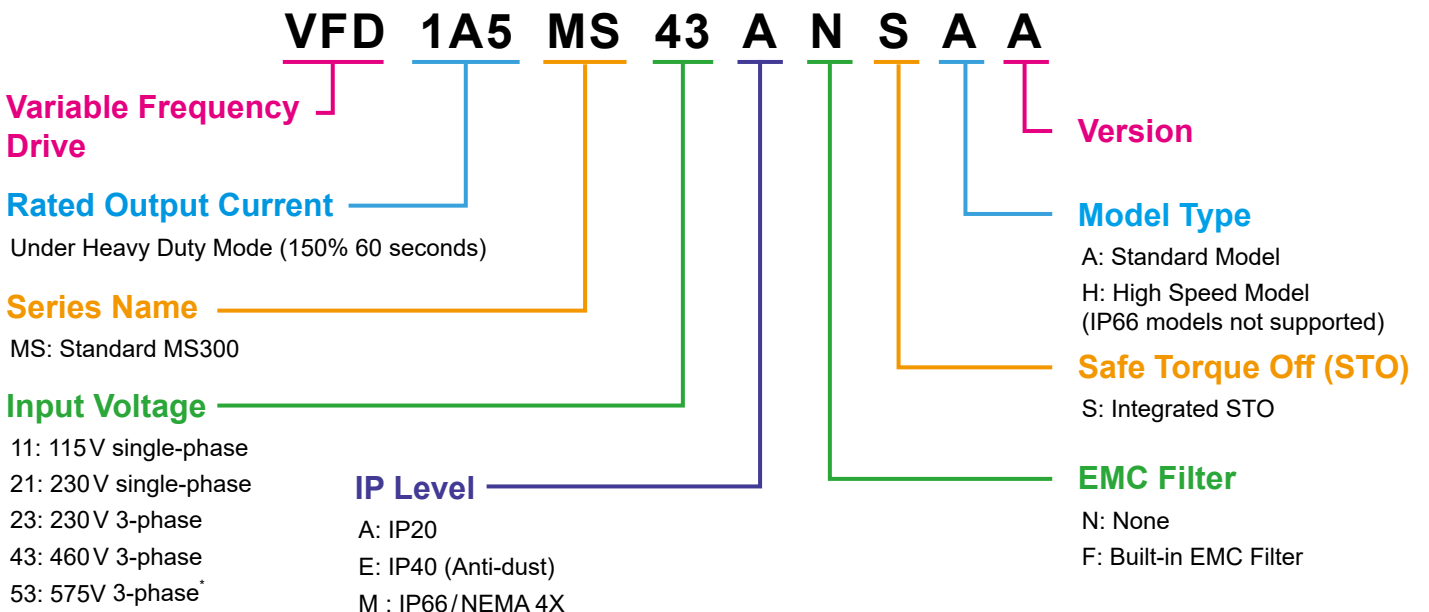 VFD 1A5 MS 43 A N S A A
Variable Frequency
Drive
Rated Output Current
Under Heavy Duty Mode (150% 60 seconds)
Series Name
MS: Standard MS300
Input Voltage
11: 115V single-phase
21: 230V single-phase
23: 230V 3-phase
43: 460V 3-phase
53: 575V 3-phase*
IP Level
A: IP20
E: IP40 (Anti-dust)
M : IP66/NEMA 4X
Version
Model Type
A: Standard Model
H: High Speed Model
(IP66 models not supported)
Safe Torque Off (STO)
S: Integrated STO
EMC Filter
N: None
F: Built-in EMC Filter